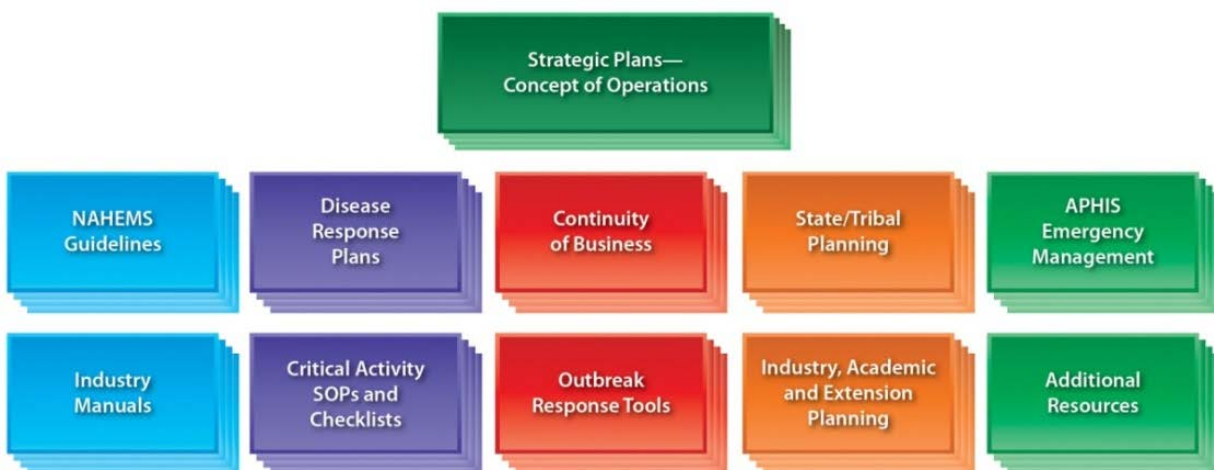 Strategic Plans—
Concept of Operations
NAHEMS
Guidelines
Disease
Response
Plans
Continuity
of Business
State/Tribal
Planning
APHIS
Emergency
Management
Industry
Manuals
Critical Activity
SOPs and
Checklists
Outbreak
Response Tools
Industry, Academic
and Extension
Planning
Additional
Resources